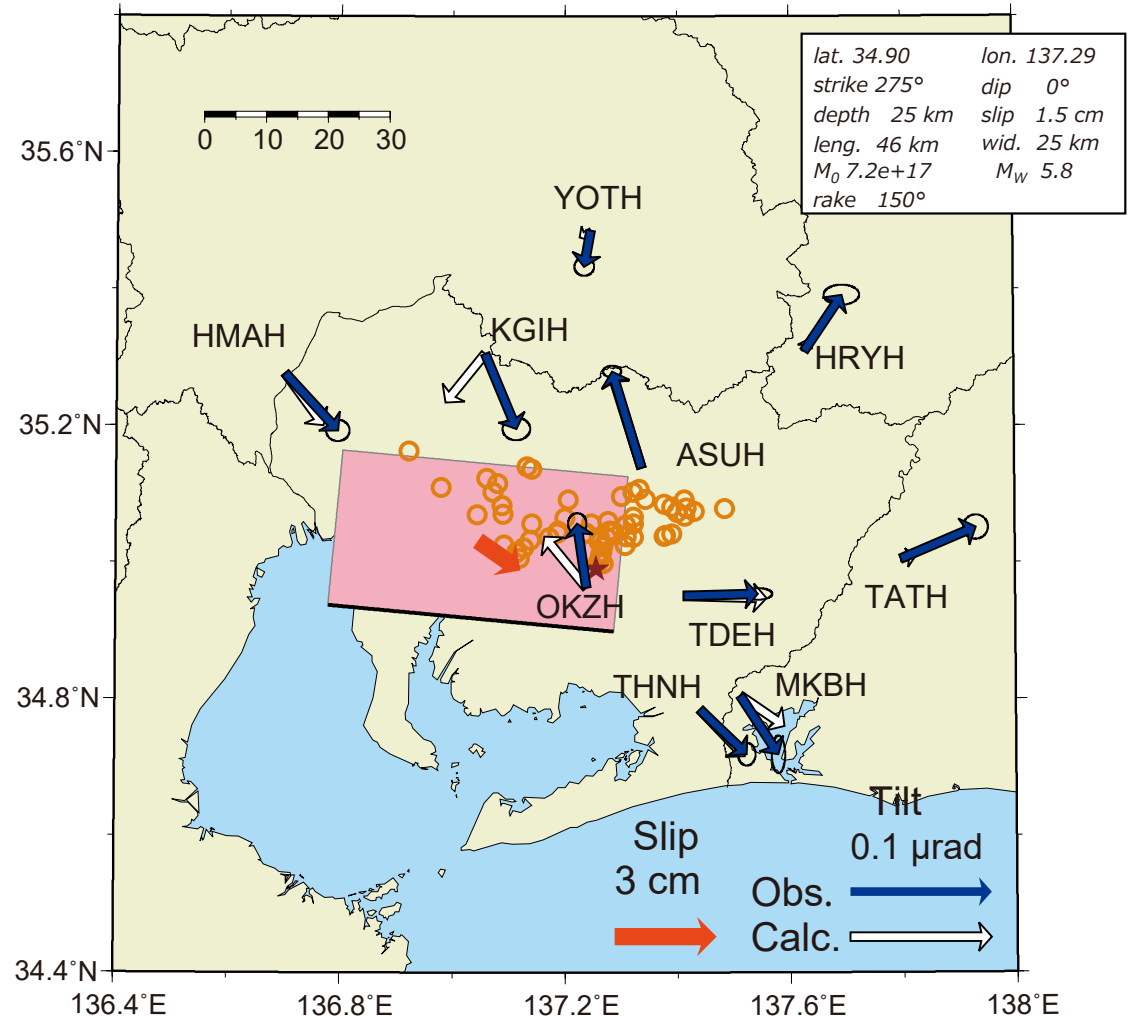 lat. 34.90 lon. 137.29
strike 275° dip 0°
depth 25 km slip 1.5 cm
leng. 46 km wid. 25 km
M0 7.2e+17 MW 5.8
rake 150°
0 10 20 30
35.6˚N
YOTH
HMAH
KGIH
HRYH
35.2˚N
ASUH
OKZH
TATH
TDEH
THNH
MKBH
34.8˚N
Tilt
0.1 μrad
Slip
3 cm
Obs.
Calc.
34.4˚N
136.4˚E 136.8˚E 137.2˚E 137.6˚E 138˚E